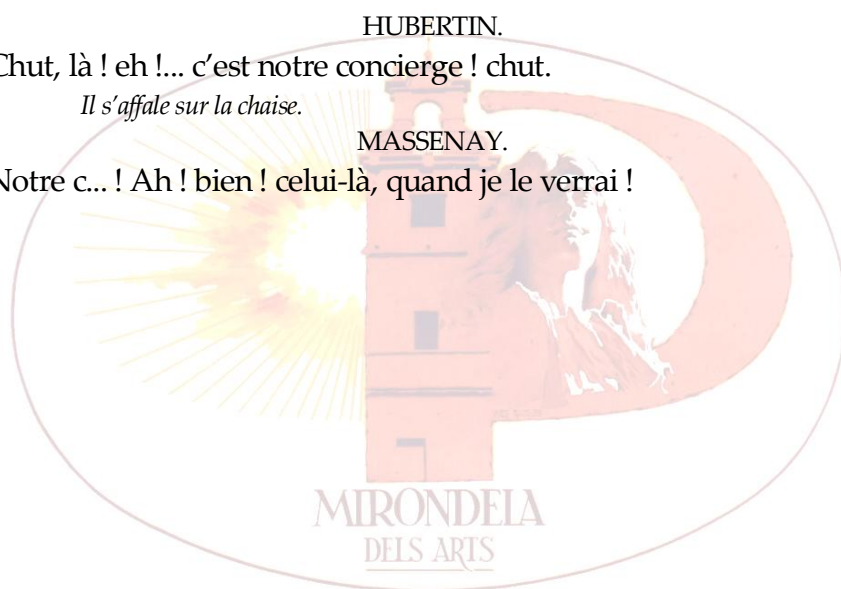 HUBERTIN.
Chut, là ! eh !... c’est notre concierge ! chut.
Il s’affale sur la chaise.
MASSENAY.
Notre c... ! Ah ! bien ! celui-là, quand je le verrai !
MIRONDELA
DELS ARTS